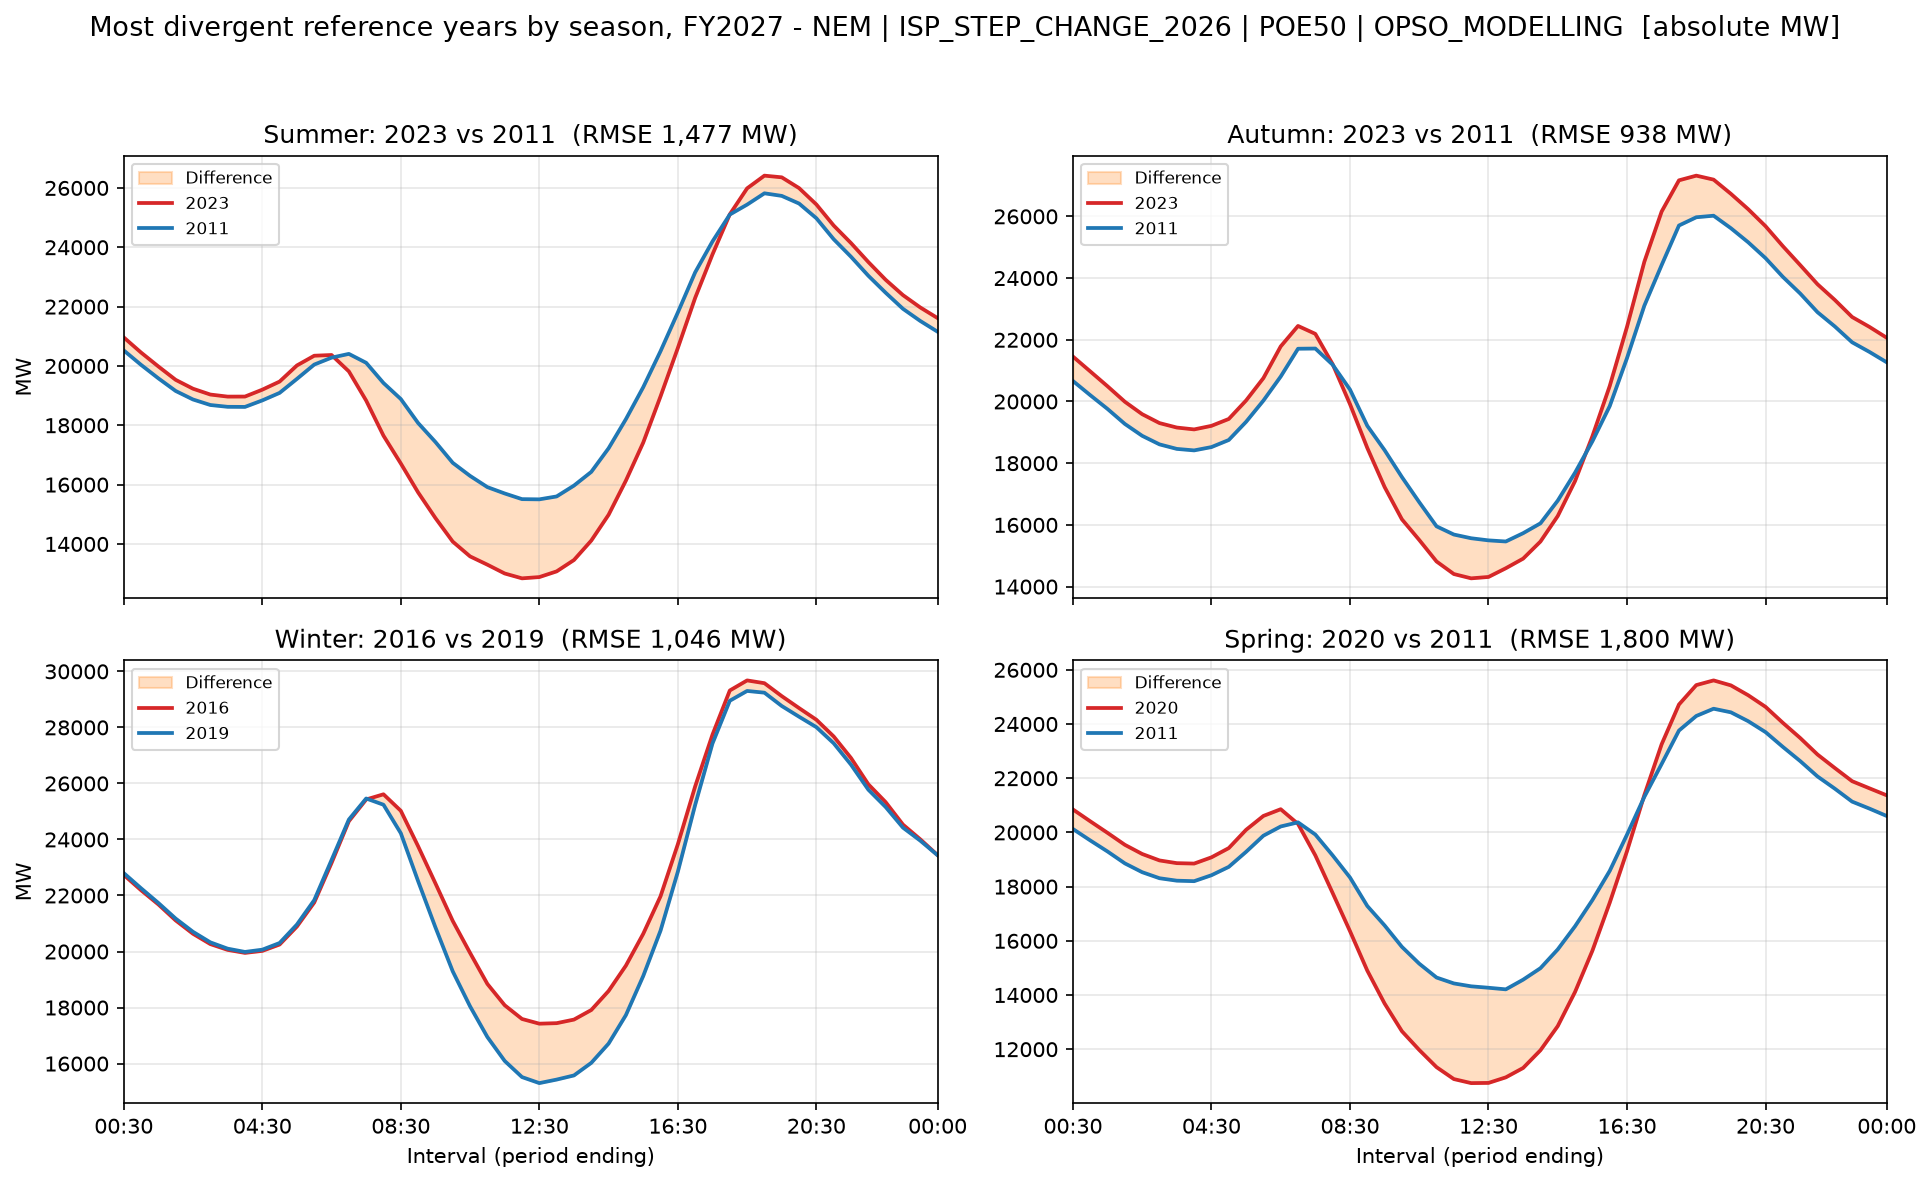 Most divergent reference years by season, FY2027 - NEM | ISP_STEP_CHANGE_2026 | POE50 | OPSO_MODELLING  [absolute MW]
Summer: 2023 vs 2011  (RMSE 1,477 MW)
Difference
2023
2011
26000
24000
22000
20000
18000
16000
14000
MW
Autumn: 2023 vs 2011  (RMSE 938 MW)
Difference
2023
2011
26000
24000
22000
20000
18000
16000
14000
Winter: 2016 vs 2019  (RMSE 1,046 MW)
Difference
2016
2019
30000
28000
26000
24000
22000
20000
18000
16000
MW
00:30 04:30 08:30 12:30 16:30 20:30 00:00
Interval (period ending)
Spring: 2020 vs 2011  (RMSE 1,800 MW)
Difference
2020
2011
26000
24000
22000
20000
18000
16000
14000
12000
00:30 04:30 08:30 12:30 16:30 20:30 00:00
Interval (period ending)